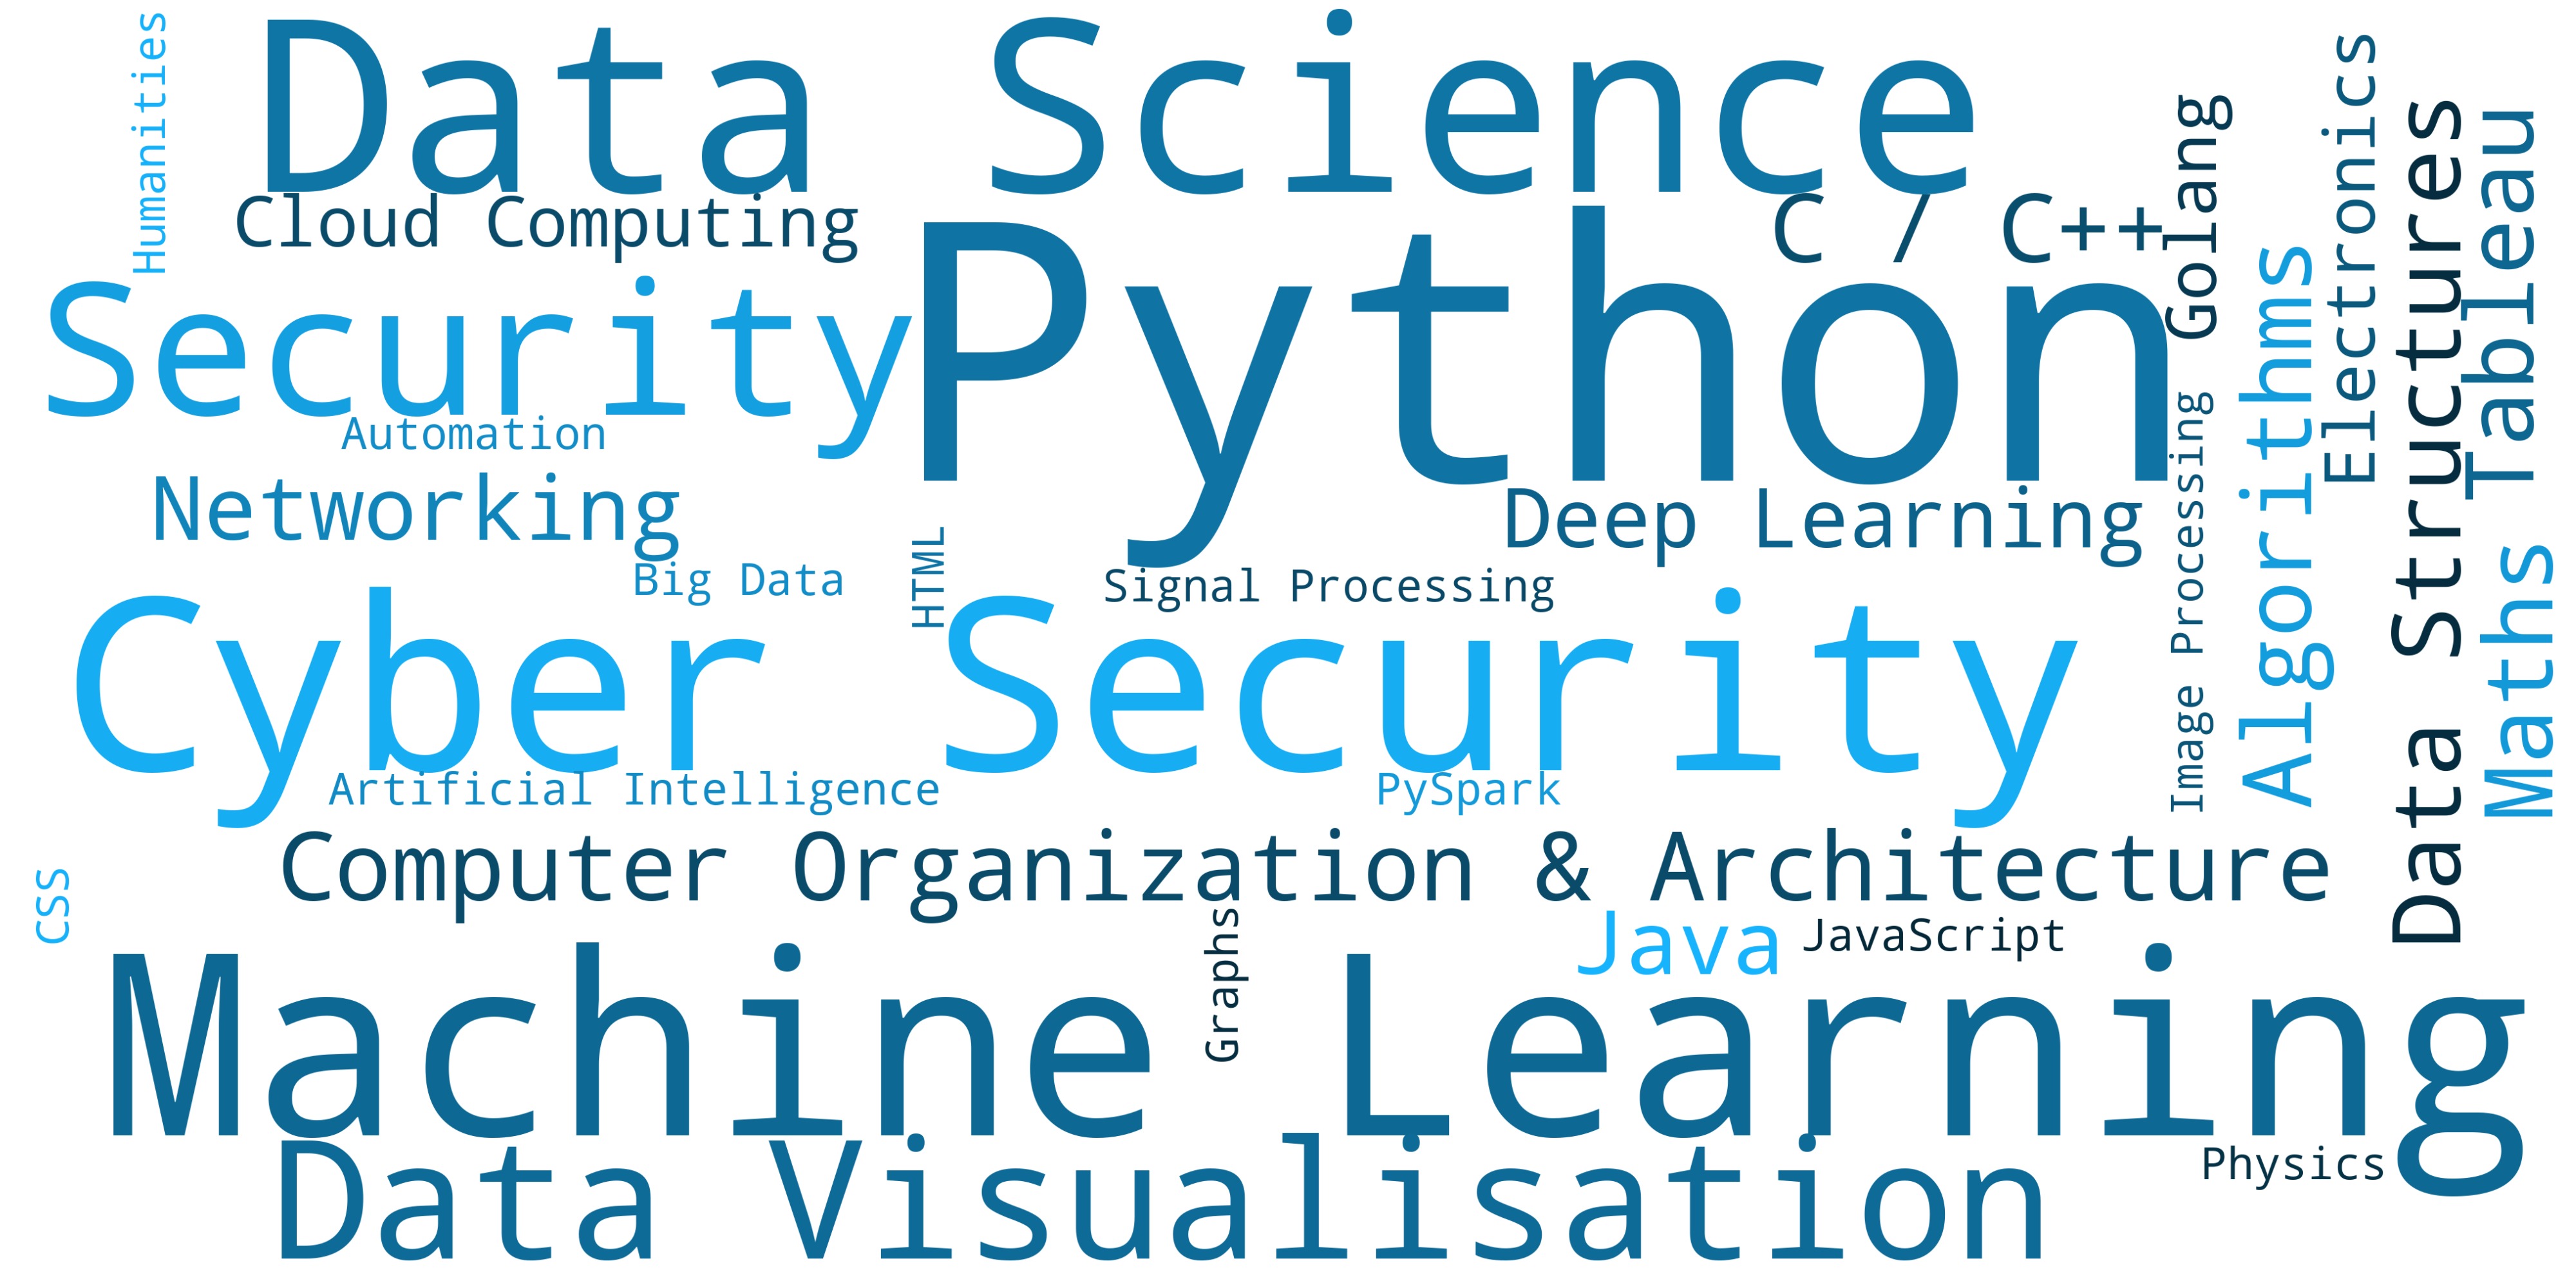 Humanities
Data Science
Cloud Computing
C / C++
Security
Python
Golang
Electronics
Data Structures
Tableau
Algorithms
Automation
Networking
Deep Learning
Image Processing
HTML
Big Data
Signal Processing
Maths
Cyber Security
Artificial Intelligence
PySpark
Computer Organization & Architecture
CSS
Graphs
Java
JavaScript
Machine Learning
Physics
Data Visualisation